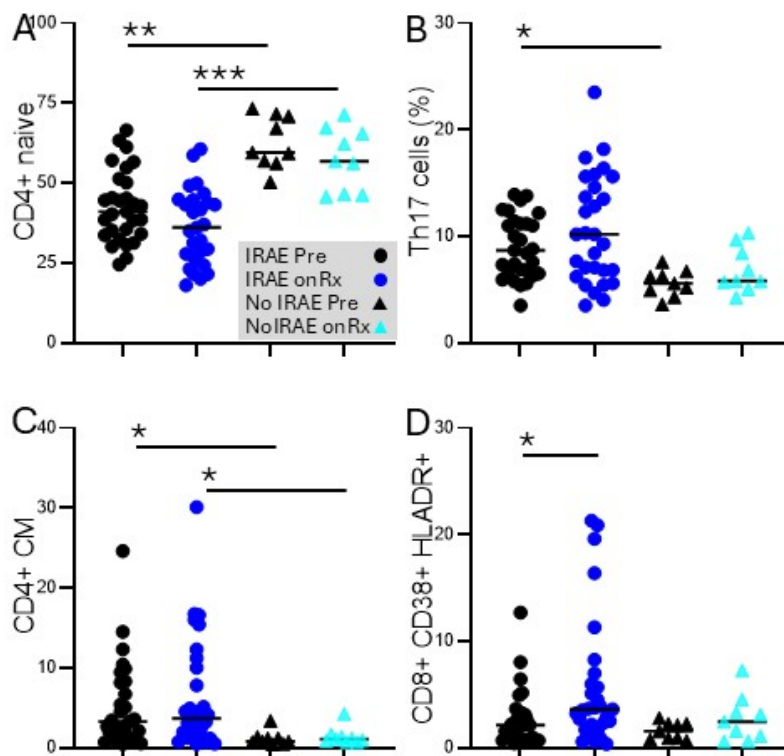 A
CD4+ naive
100
75
50
25
0
**
***
IRAE Pre
IRAE onRx
No IRAE Pre
NoIRAE onRx
B
Th17 cells (%)
30
20
10
0
*
C
CD4+ CM
40
30
20
10
0
*
*
D
CD8+ CD38+ HLADR+
30
20
10
0
*